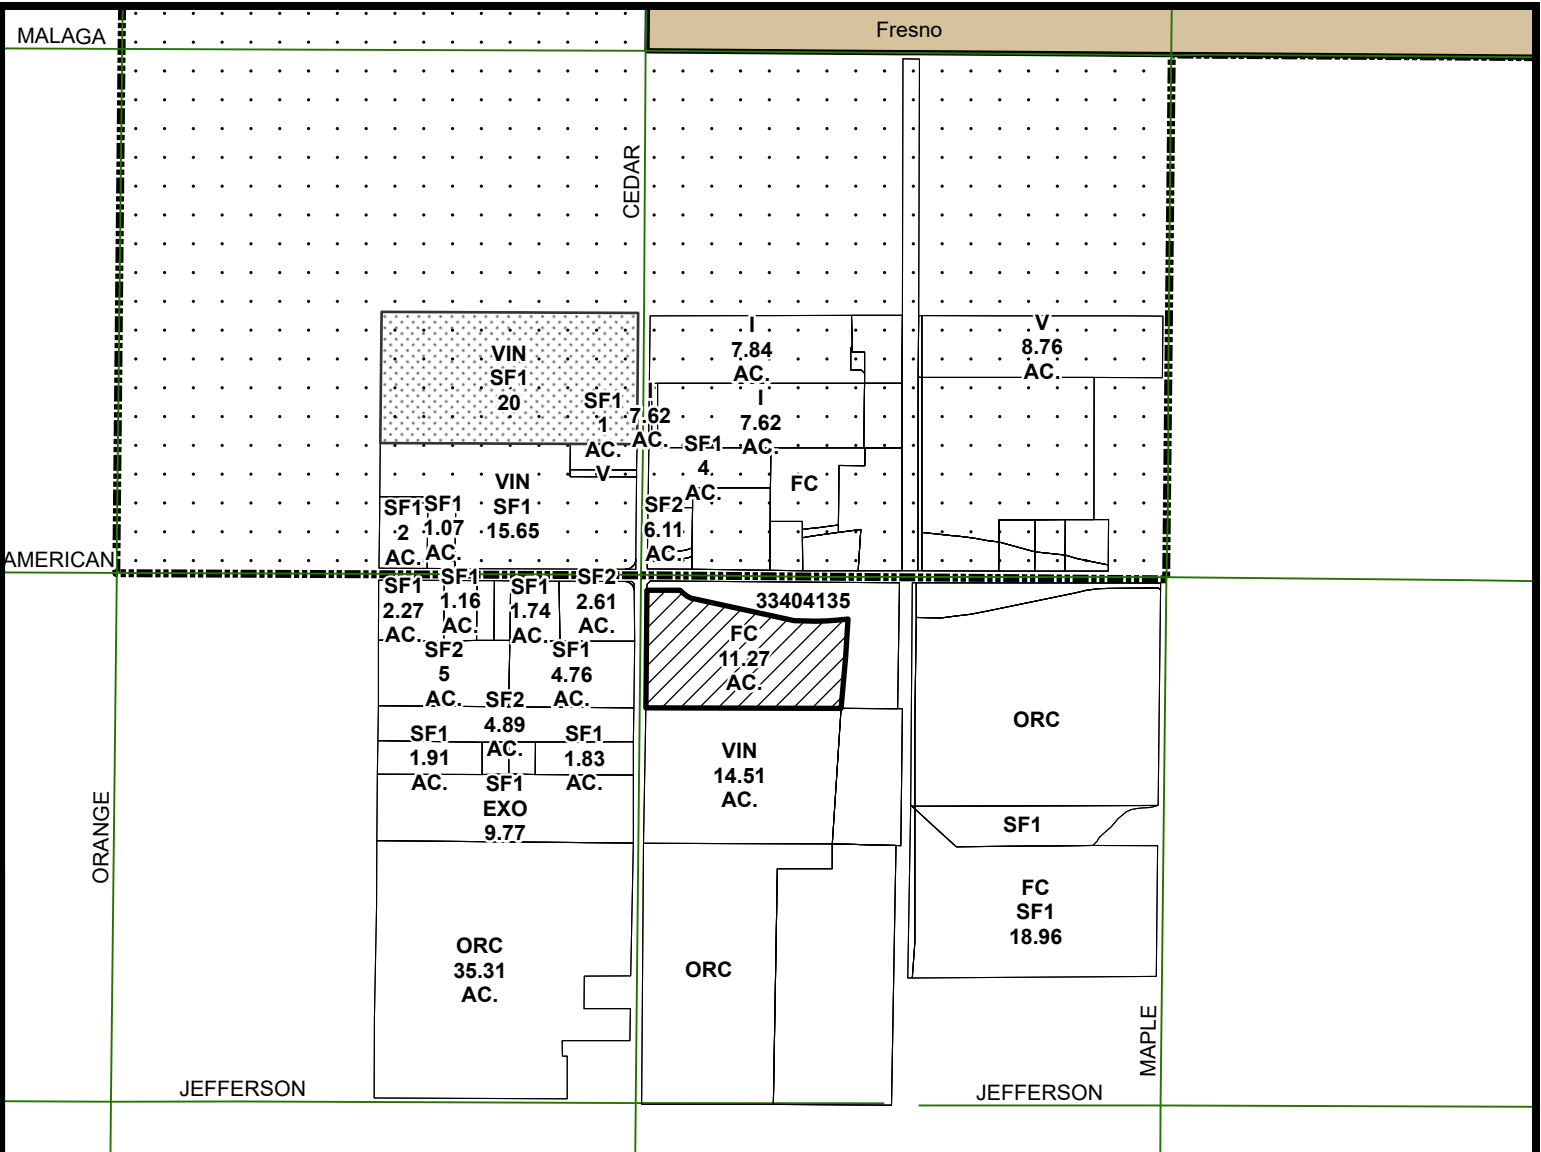 MALAGA
Fresno
CEDAR
VIN
SF1
20
I
7.84
AC.
V
8.76
AC.
SF1
1
AC.
I
7.62
AC.
I
7.62
AC.
V
SF1
4
AC.
FC
VIN
SF1
15.65
SF1
2
AC.
SF1
1.07
AC.
SF2
6.11
AC.
AMERICAN
SF1
2.27
AC.
SF1
1.16
AC.
SF1
1.74
AC.
SF2
2.61
AC.
33404135
FC
11.27
AC.
SF2
5
AC.
SF1
4.76
AC.
SF2
4.89
AC.
SF1
1.91
AC.
SF1
1.83
AC.
SF1
EXO
9.77
VIN
14.51
AC.
ORC
SF1
FC
SF1
18.96
ORANGE
ORC
35.31
AC.
ORC
MAPLE
JEFFERSON
JEFFERSON